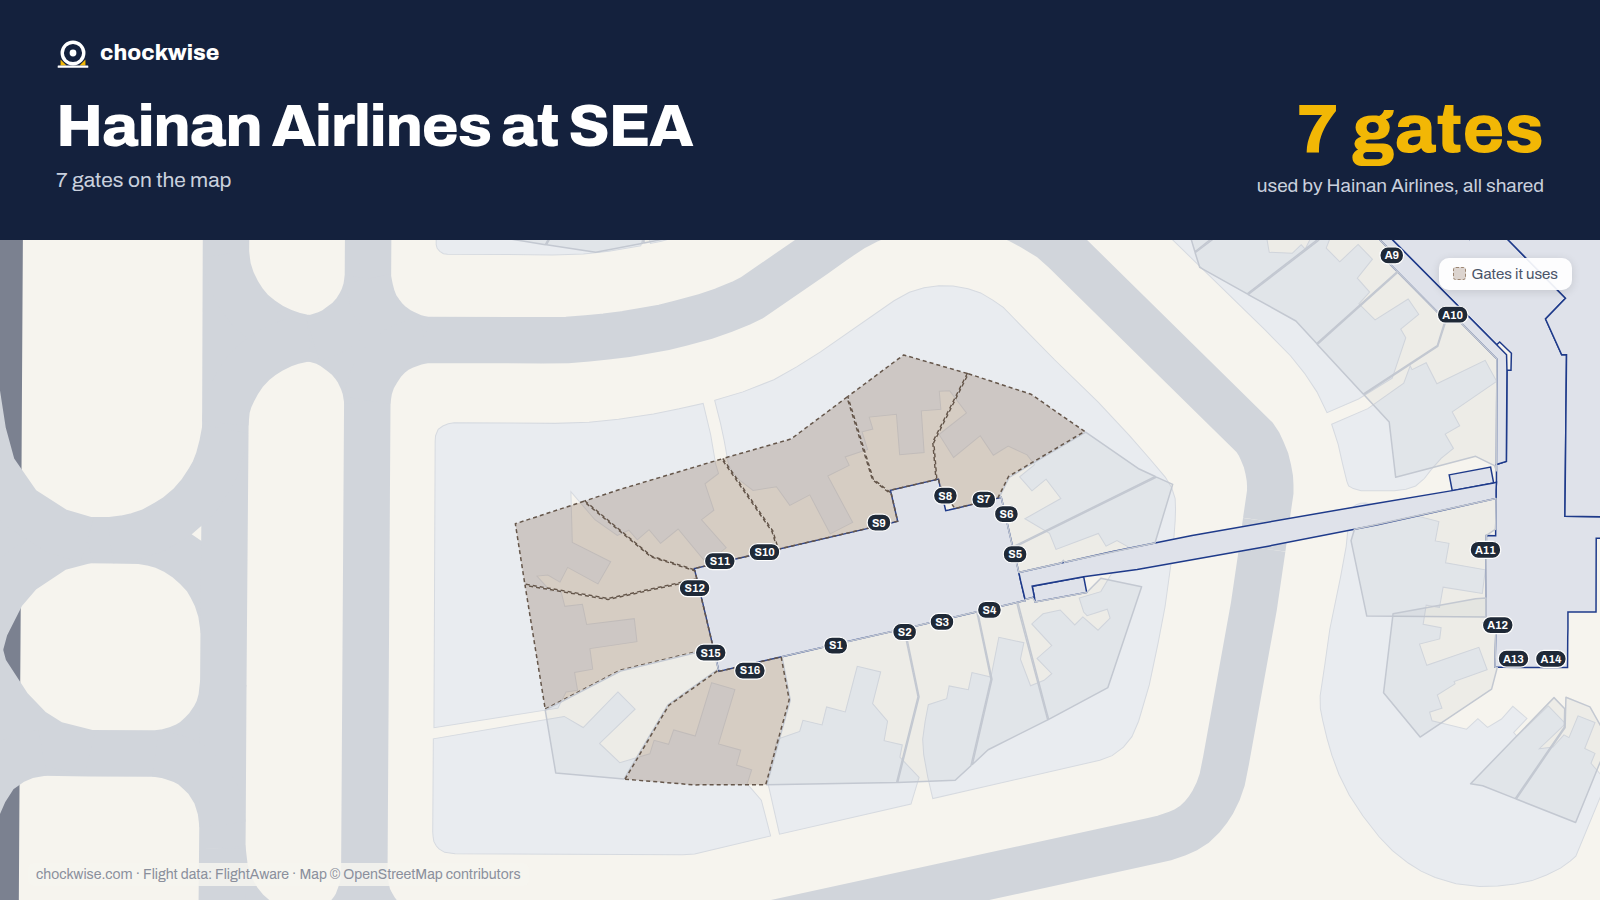 chockwise
Hainan Airlines at SEA
7 gates on the map
7 gates
used by Hainan Airlines, all shared
Gates it uses
A9
A10
S8
S7
S6
S9
S10
S11
S5
A11
S12
S4
S3
A12
S2
S1
S15
A13
A14
S16
chockwise.com · Flight data: FlightAware · Map © OpenStreetMap contributors